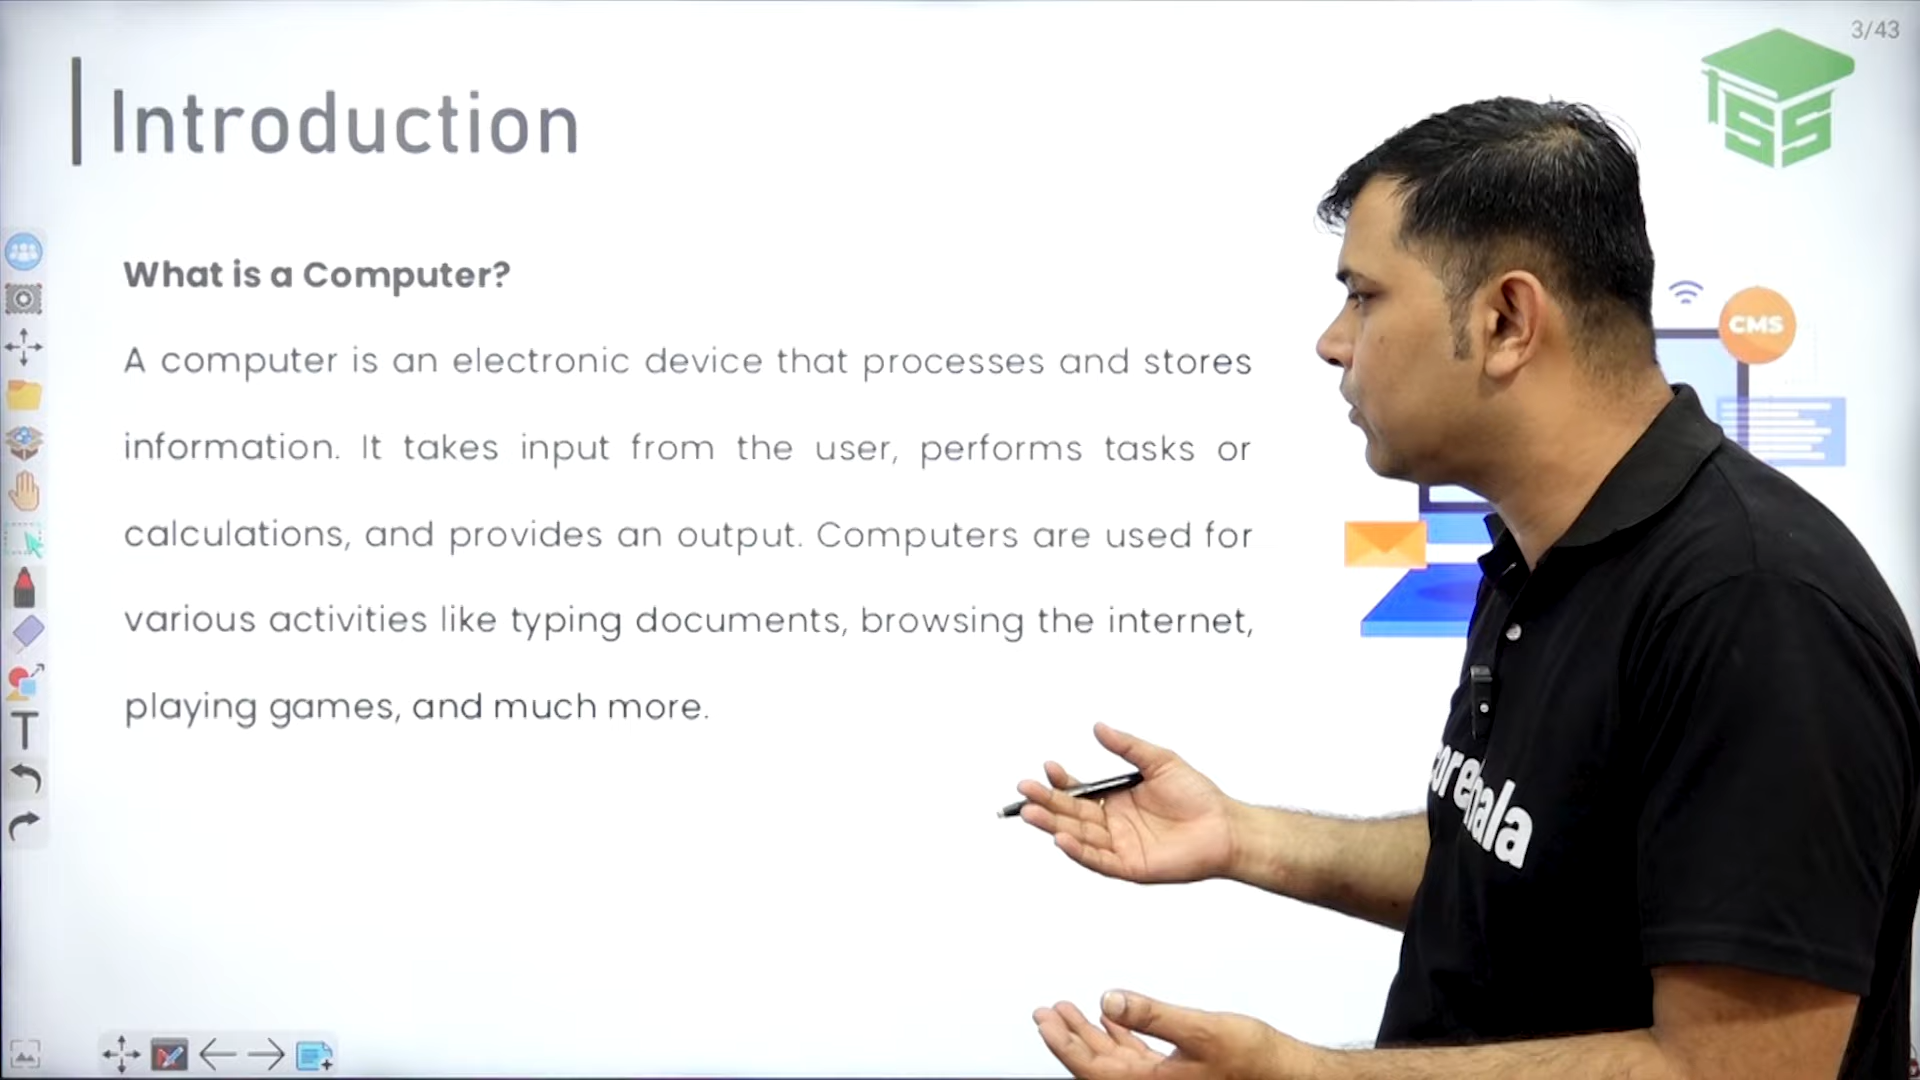 3/43
Introduction
SS
What is a Computer?
A computer is an electronic device that processes and stores
information. It takes input from the user, performs tasks or
calculations, and provides an output. Computers are used for
various activities like typing documents, browsing the internet,
playing games, and much more.
CMS
T